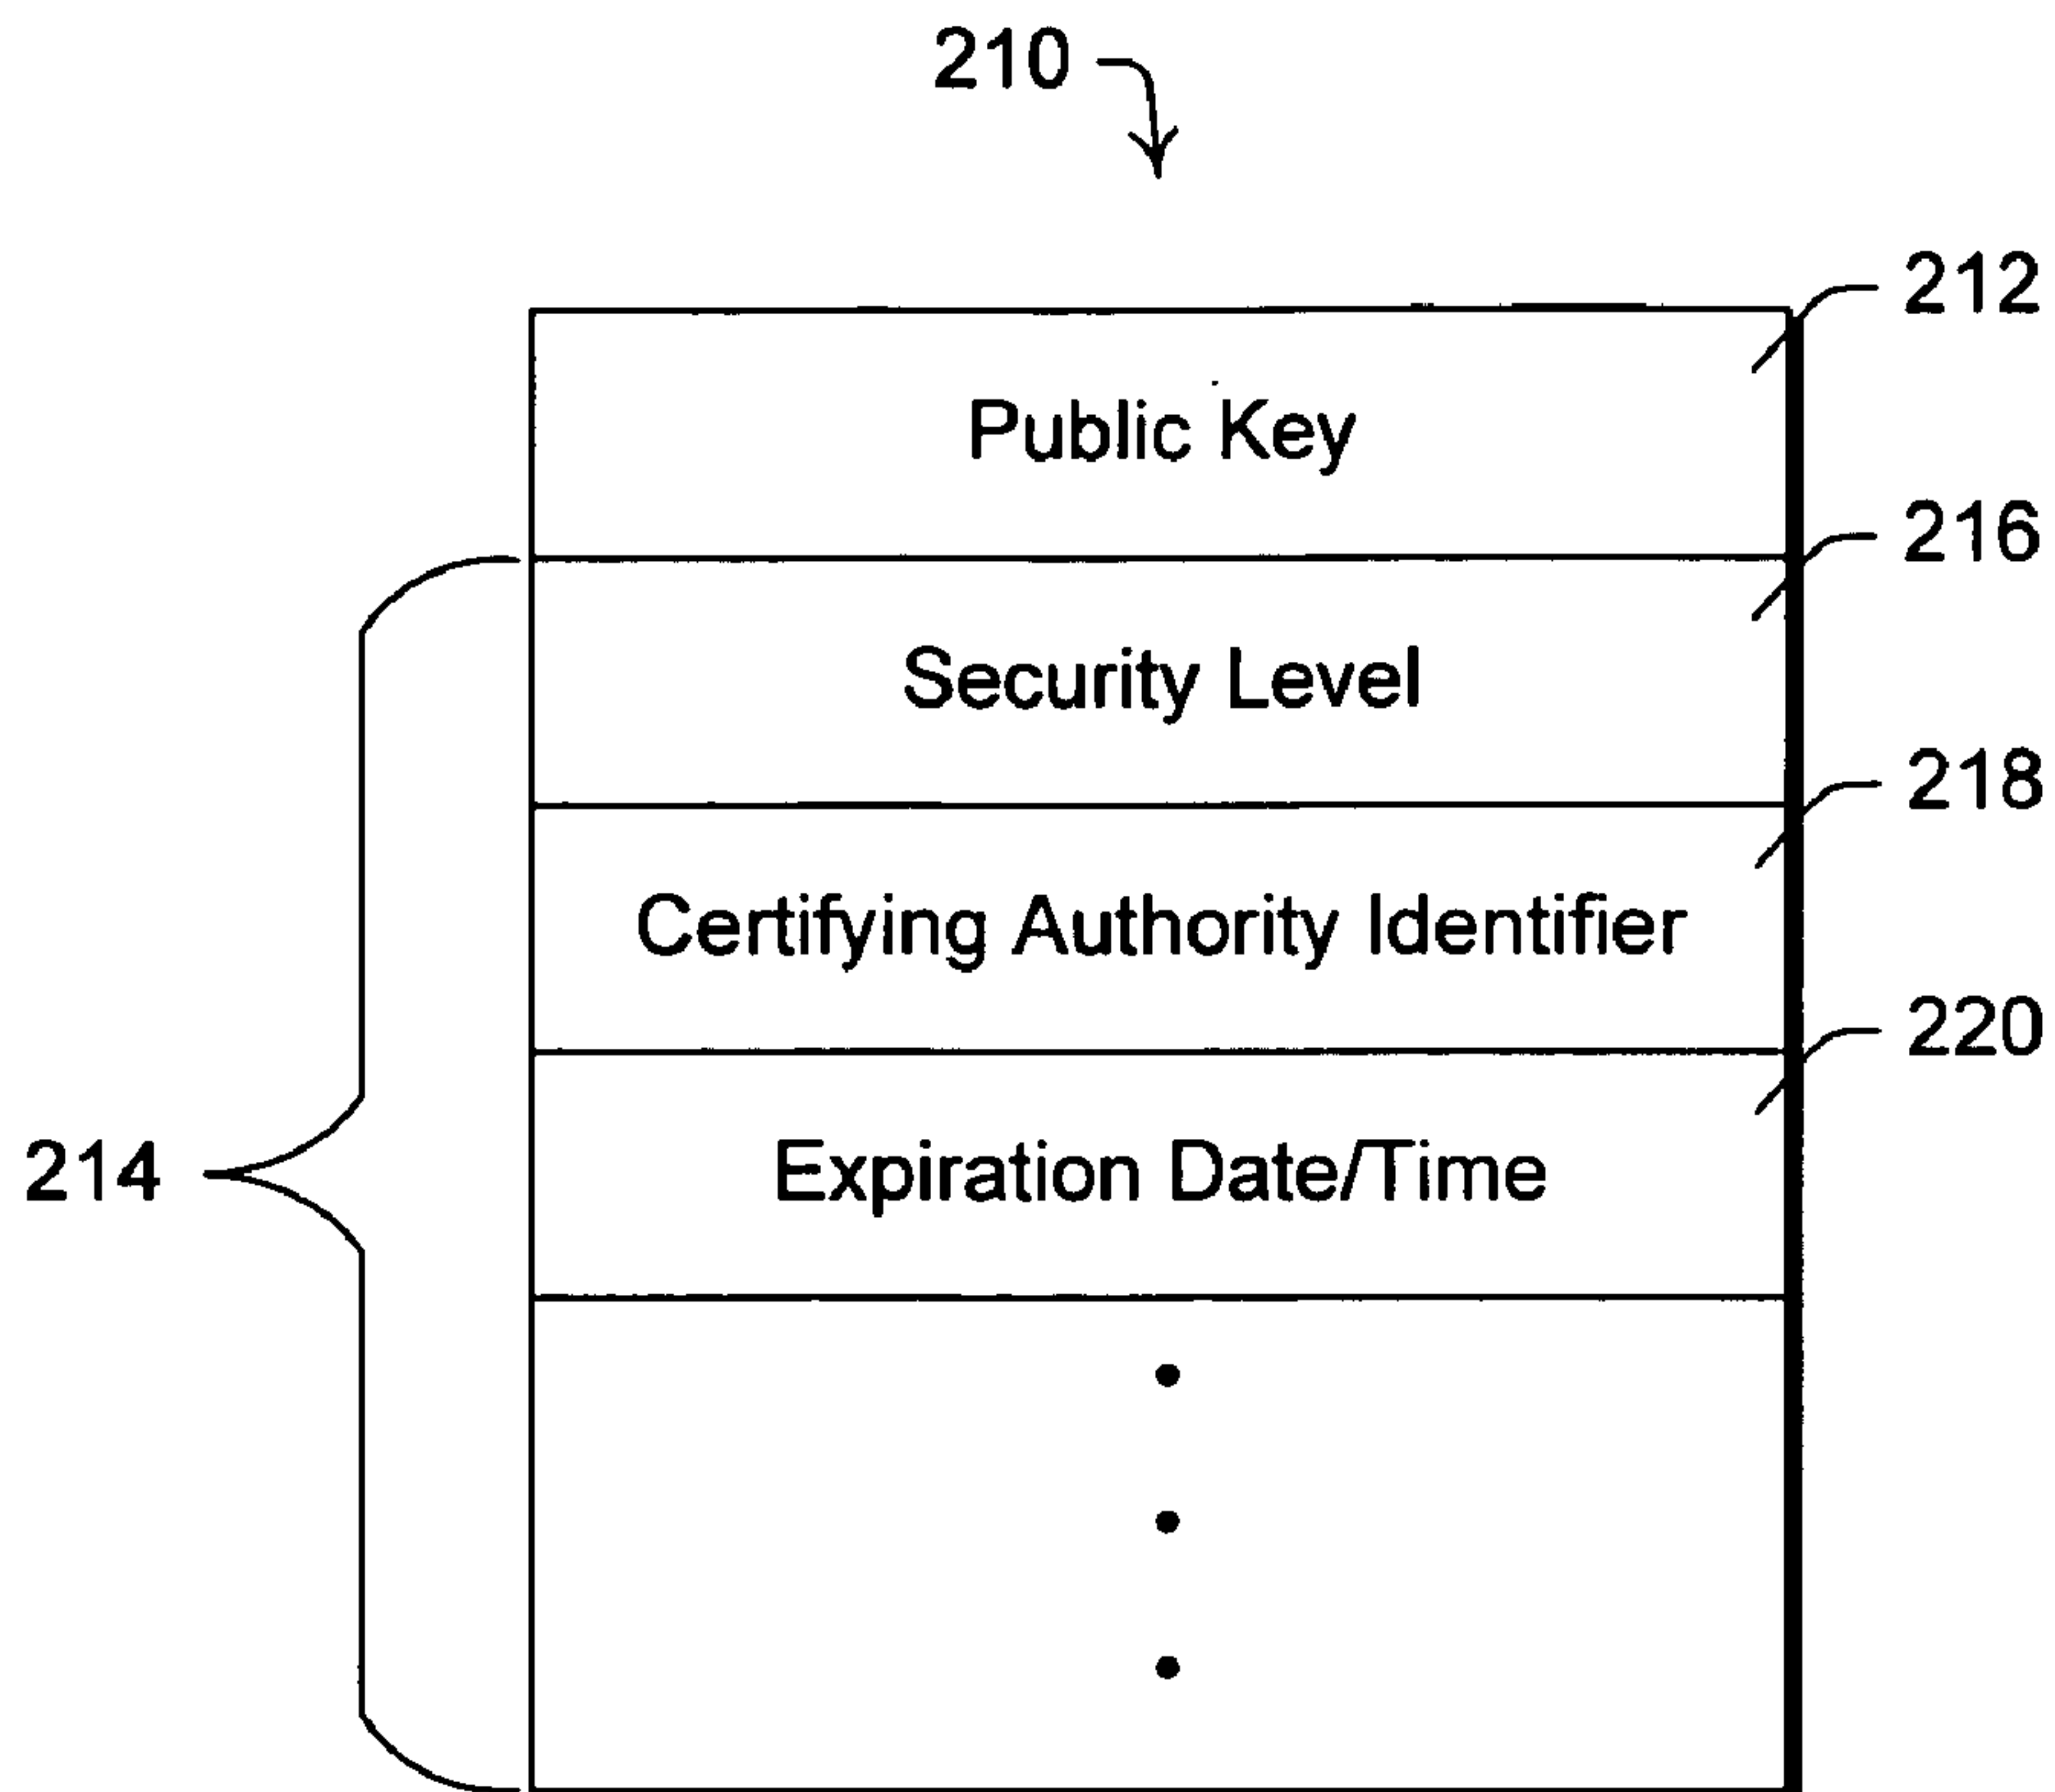 210
212
Public Key
216
Security Level
218
Certifying Authority Identifier
220
Expiration Date/Time
214